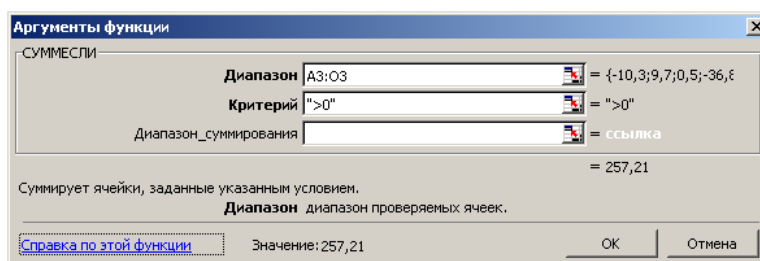 Аргументы функции
СУММЕСЛИ
Диапазон A3:O3 = {-10,3;9,7;0,5;-36,8
Критерий ">0" = ">0"
Диапазон_суммирования = ссылка
= 257,21
Суммирует ячейки, заданные указанным условием.
Диапазон диапазон проверяемых ячеек.
Справка по этой функции Значение:257,21 ОК Отмена